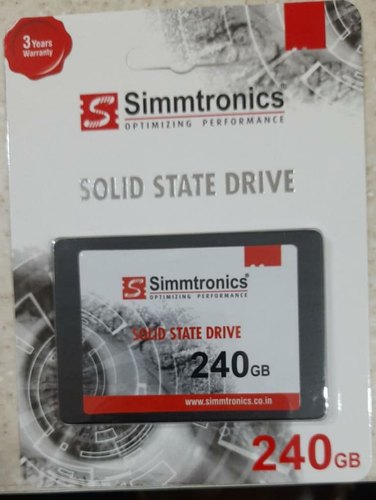 3 Years
Warranty
Simmtronics®
OPTIMIZING PERFORMANCE
SOLID STATE DRIVE
Simmtronics®
OPTIMIZING PERFORMANCE
SOLID STATE DRIVE
240GB
www.simmtronics.co.in
240GB